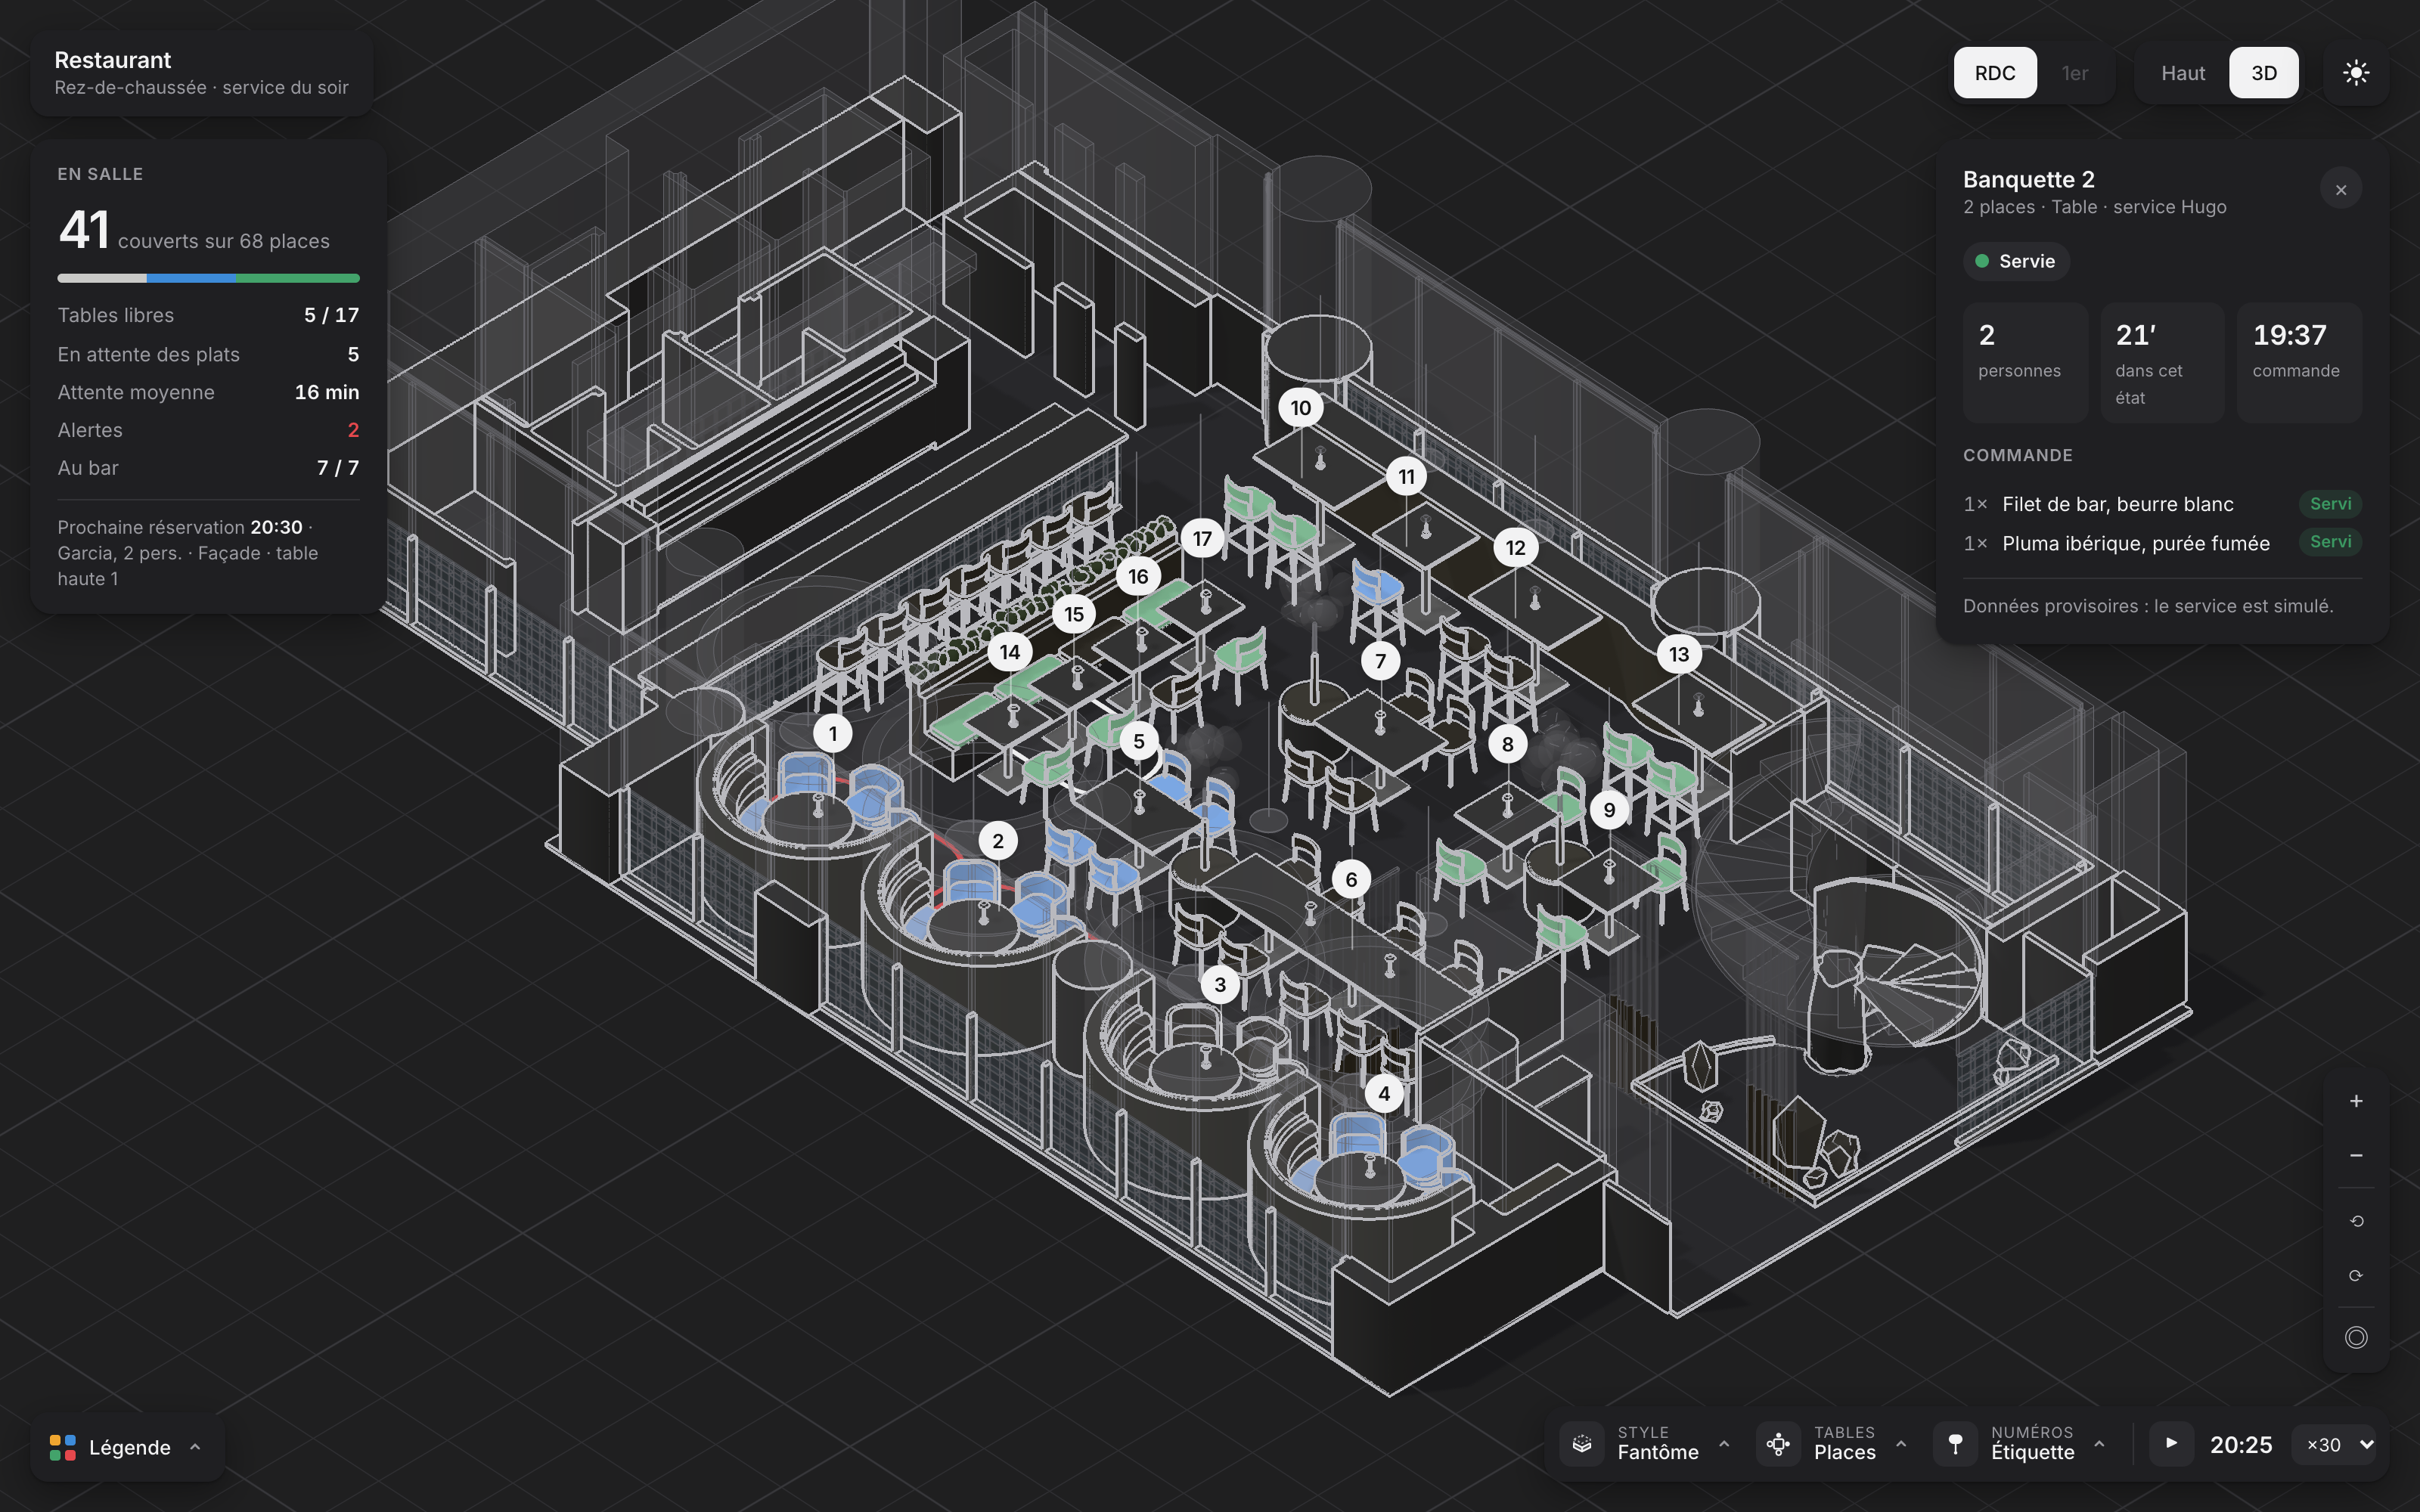 Restaurant
Rez-de-chaussée · service du soir
EN SALLE
41 couverts sur 68 places
Tables libres 5 / 17
En attente des plats 5
Attente moyenne 16 min
Alertes 2
Au bar 7 / 7
Prochaine réservation 20:30 ·
Garcia, 2 pers. · Façade · table
haute 1
RDC 1er Haut 3D
Banquette 2 ×
2 places · Table · service Hugo
Servie
2 21′ 19:37
personnes dans cet commande
état
COMMANDE
1× Filet de bar, beurre blanc Servi
1× Pluma ibérique, purée fumée Servi
Données provisoires : le service est simulé.
10
11
17
12
16
15
14
13
7
1
5
8
9
2
6
3
4
+
−
Légende
STYLE
Fantôme
TABLES
Places
NUMÉROS
Étiquette
20:25
×30